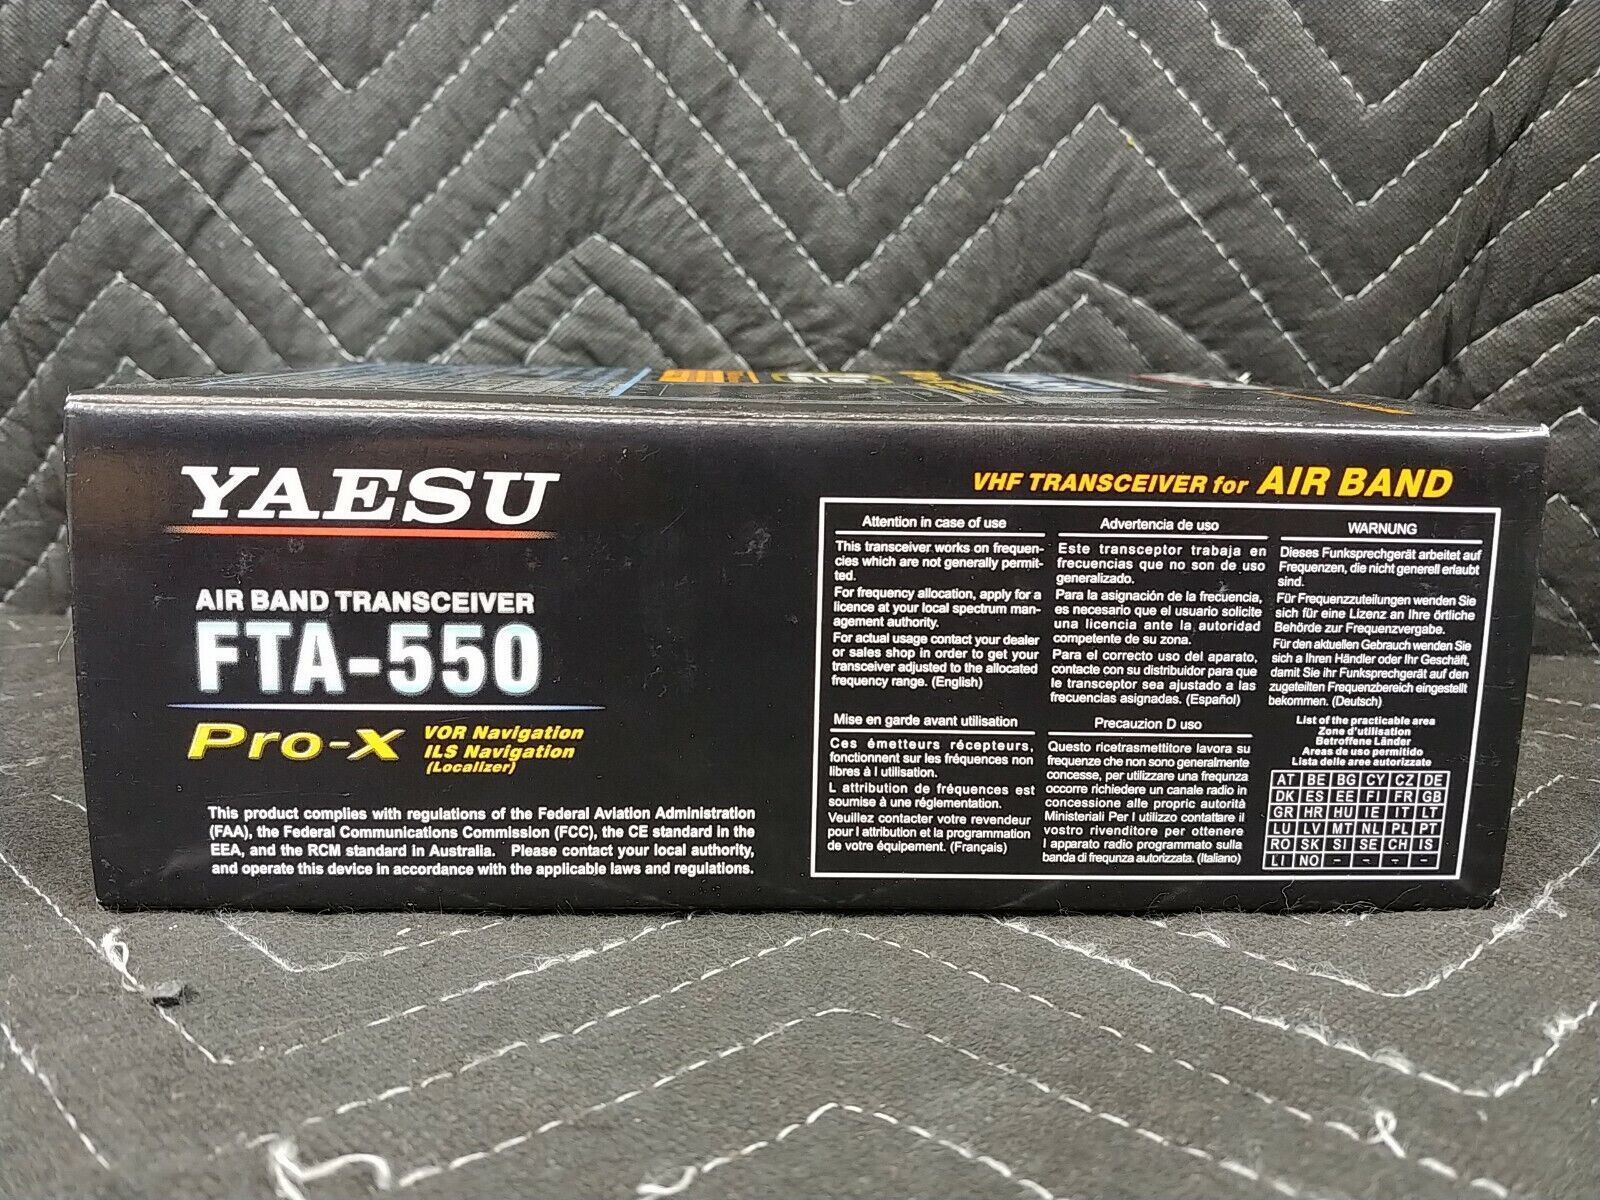 YAESU
AIR BAND TRANSCEIVER
FTA-550
Pro-X
VOR Navigation
ILS Navigation
(Localizer)
This product complies with regulations of the Federal Aviation Administration
(FAA), the Federal Communications Commission (FCC), the CE standard in the
EEA, and the RCM standard in Australia. Please contact your local authority,
and operate this device in accordance with the applicable laws and regulations.
VHF TRANSCEIVER for AIR BAND
Attention in case of use
This transceiver works on frequen-
cies which are not generally permit-
ted.
For frequency allocation, apply for a
licence at your local spectrum man-
agement authority.
For actual usage contact your dealer
or sales shop in order to get your
transceiver adjusted to the allocated
frequency range. (English)
Advertencia de uso
Este transceptor trabaja en
frecuencias que no son de uso
generalizado.
Para la asignación de la frecuencia,
es necesario que el usuario solicite
una licencia ante la autoridad
competente de su zona.
Para el correcto uso del aparato,
contacte con su distribuidor para que
le transceptor sea ajustado a las
frecuencias asignadas. (Español)
WARNUNG
Dieses Funksprechgerät arbeitet auf
Frequenzen, die nicht generell erlaubt
sind.
Für Frequenzzuteilungen wenden Sie
sich für eine Lizenz an Ihre örtliche
Behörde zur Frequenzvergabe.
Für den aktuellen Gebrauch wenden Sie
sich a Ihren Händler oder Ihr Geschäft,
damit Sie ihr Funksprechgerät auf den
zugeteilten Frequenzbereich eingestellt
bekommen. (Deutsch)
Mise en garde avant utilisation
Ces émetteurs récepteurs,
fonctionnent sur les fréquences non
libres à l utilisation.
L attribution de fréquences est
soumise à une réglementation.
Veuillez contacter votre revendeur
pour l attribution et la programmation
de votre équipement. (Français)
Precauzion D uso
Questo ricetrasmettitore lavora su
frequenze che non sono generalmente
concesse, per utilizzare una frequnza
occorre richiedere un canale radio in
concessione alle propric autorità
Ministeriali Per l utilizzo contattare il
vostro rivenditore per ottenere
l apparato radio programmato sulla
banda di frequnza autorizzata. (Italiano)
List of the practicable area
Zone d'utilisation
Betroffene Länder
Areas de uso permitido
Lista delle aree autorizzate
AT BE BG CY CZ DE
DK ES EE FI FR GB
GR HR HU IE IT LT
LU LV MT NL PL PT
RO SK SI SE CH IS
LI NO - - - -